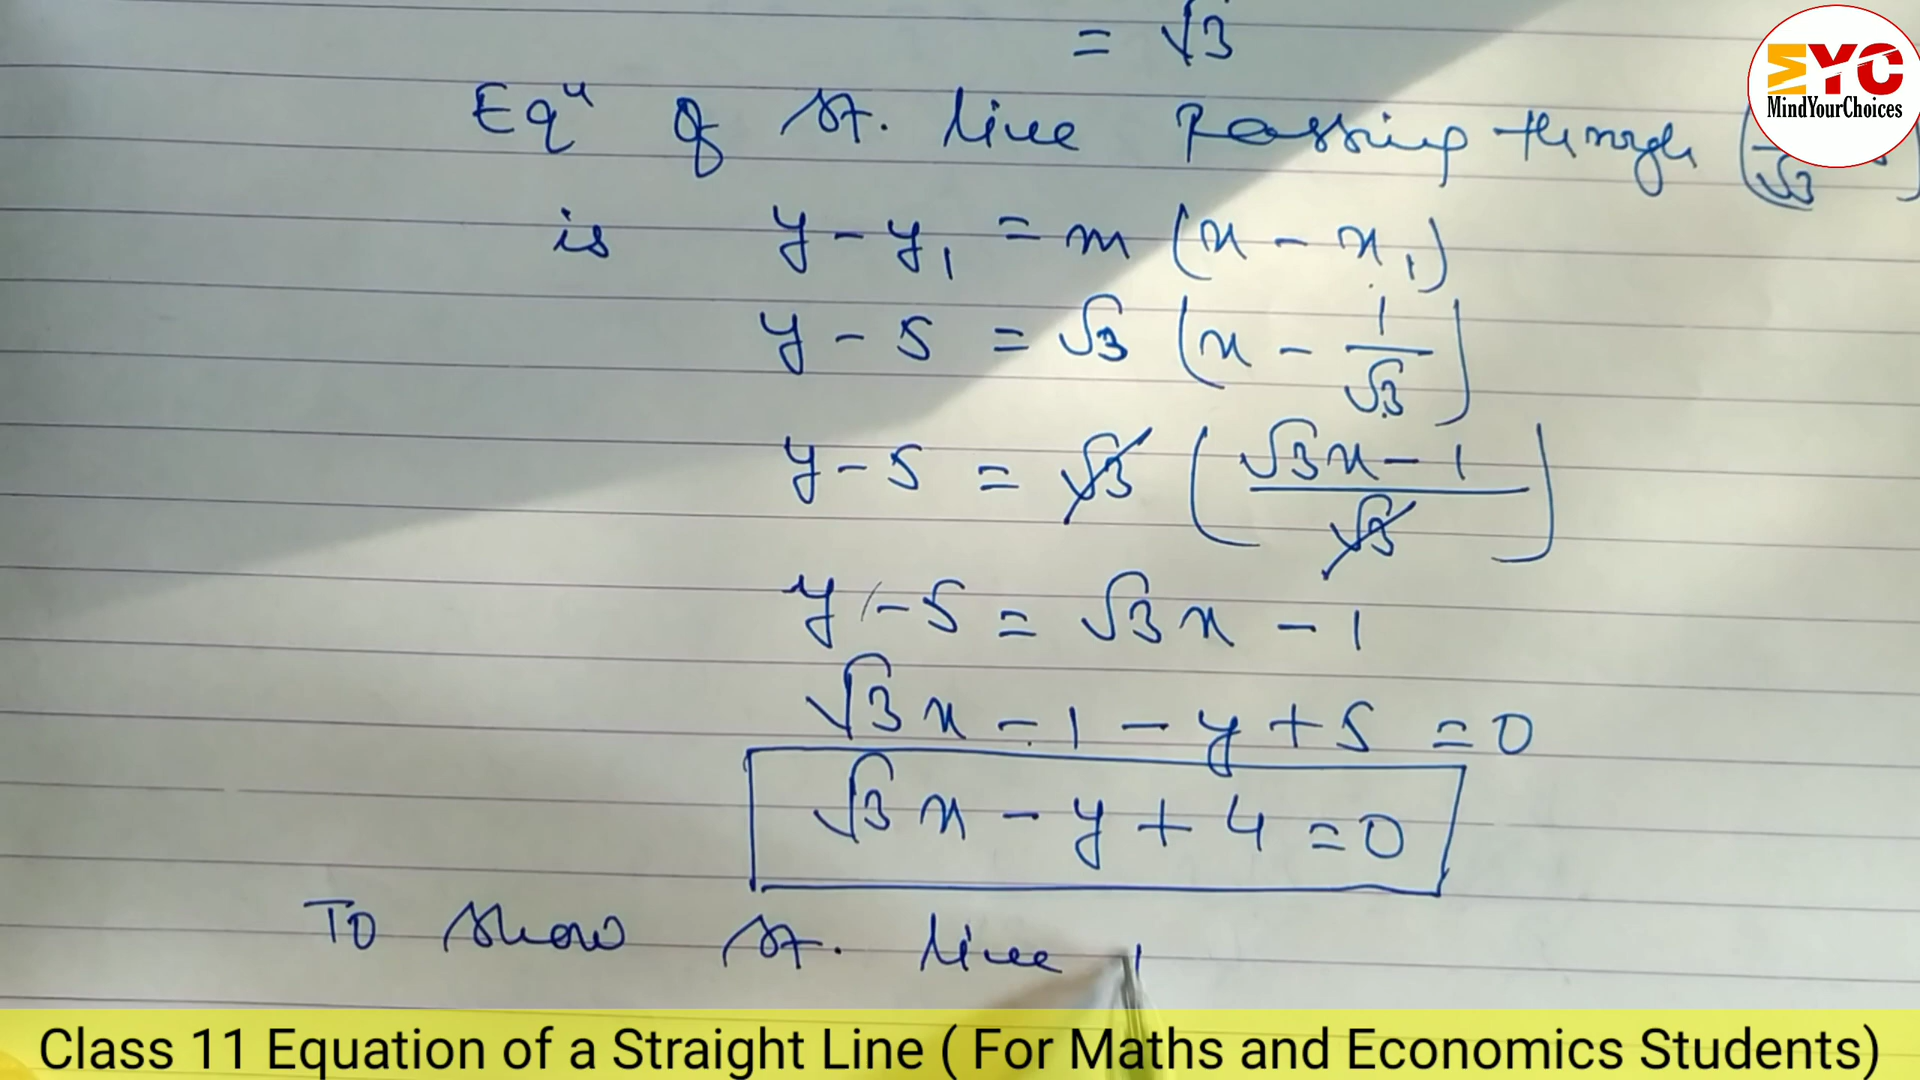 = √3
Eqⁿ of st. line Passing through (1/√3
is y - y₁ = m (x - x₁)
y - 5 = √3 (x - 1/√3)
y - 5 = √3 ((√3x - 1)/√3)
y - 5 = √3x - 1
√3x - 1 - y + 5 = 0
√3x - y + 4 = 0
To show st. line
MYC
MindYourChoices
Class 11 Equation of a Straight Line ( For Maths and Economics Students)